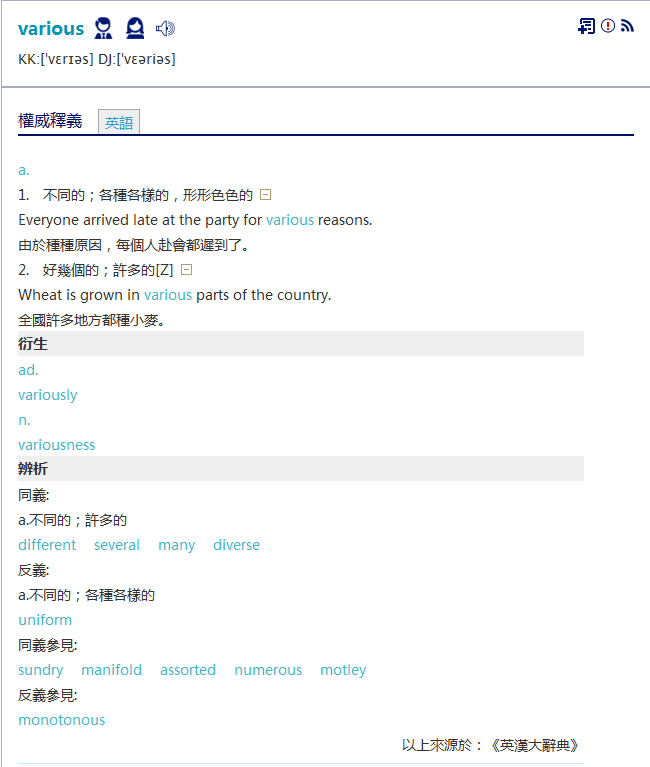 various
KK:[ˈvɛrɪəs] DJ:[ˈvɛəriəs]
權威釋義 英語
a.
1. 不同的；各種各樣的，形形色色的
Everyone arrived late at the party for various reasons.
由於種種原因，每個人赴會都遲到了。
2. 好幾個的；許多的[Z]
Wheat is grown in various parts of the country.
全國許多地方都種小麥。
衍生
ad.
variously
n.
variousness
辨析
同義:
a.不同的；許多的
different several many diverse
反義:
a.不同的；各種各樣的
uniform
同義參見:
sundry manifold assorted numerous motley
反義參見:
monotonous
以上來源於：《英漢大辭典》